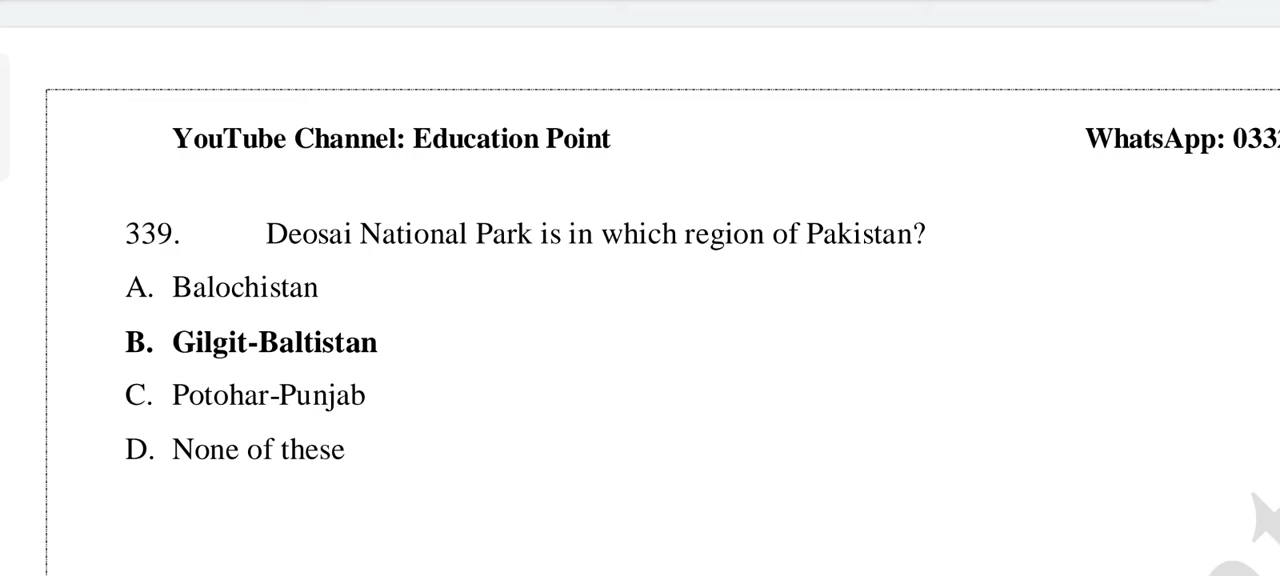 YouTube Channel: Education Point WhatsApp: 033
339. Deosai National Park is in which region of Pakistan?
A. Balochistan
B. Gilgit-Baltistan
C. Potohar-Punjab
D. None of these